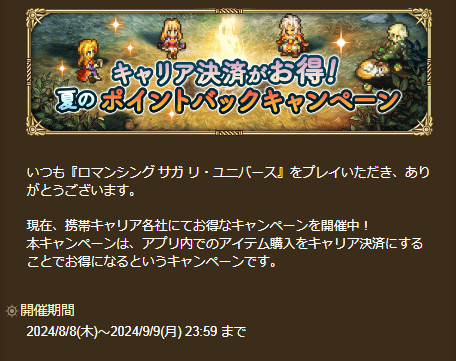 キャリア決済がお得!
夏のポイントバックキャンペーン
いつも『ロマンシング サガ リ・ユニバース』をプレイいただき、あり
がとうございます。
現在、携帯キャリア各社にてお得なキャンペーンを開催中！
本キャンペーンは、アプリ内でのアイテム購入をキャリア決済にする
ことでお得になるというキャンペーンです。
開催期間
2024/8/8(木)～2024/9/9(月) 23:59 まで